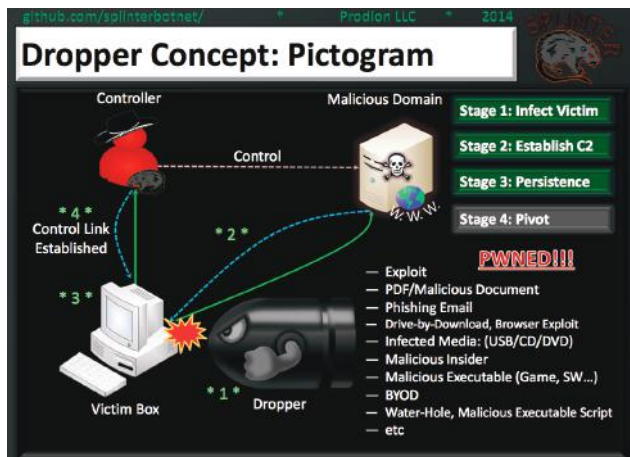 github.com/splinterbotnet/ * Prodion LLC * 2014
SPLINTER
Dropper Concept: Pictogram
Controller
Malicious Domain
Stage 1: Infect Victim
Control
Stage 2: Establish C2
W. W. W.
Stage 3: Persistence
* 4 *
Control Link
Established
* 2 *
Stage 4: Pivot
PWNED!!!
* 3 *
— Exploit
— PDF/Malicious Document
— Phishing Email
— Drive-by-Download, Browser Exploit
— Infected Media: (USB/CD/DVD)
— Malicious Insider
— Malicious Executable (Game, SW...)
— BYOD
— Water-Hole, Malicious Executable Script
— etc
* 1 *
Dropper
Victim Box